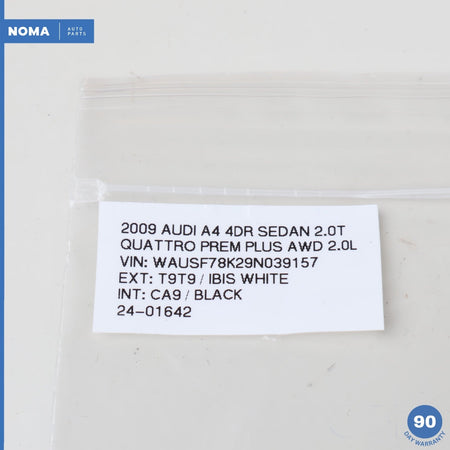 NOMA AUTO PARTS
2009 AUDI A4 4DR SEDAN 2.0T
QUATTRO PREM PLUS AWD 2.0L
VIN: WAUSF78K29N039157
EXT: T9T9 / IBIS WHITE
INT: CA9 / BLACK
24-01642
90
DAY WARRANTY